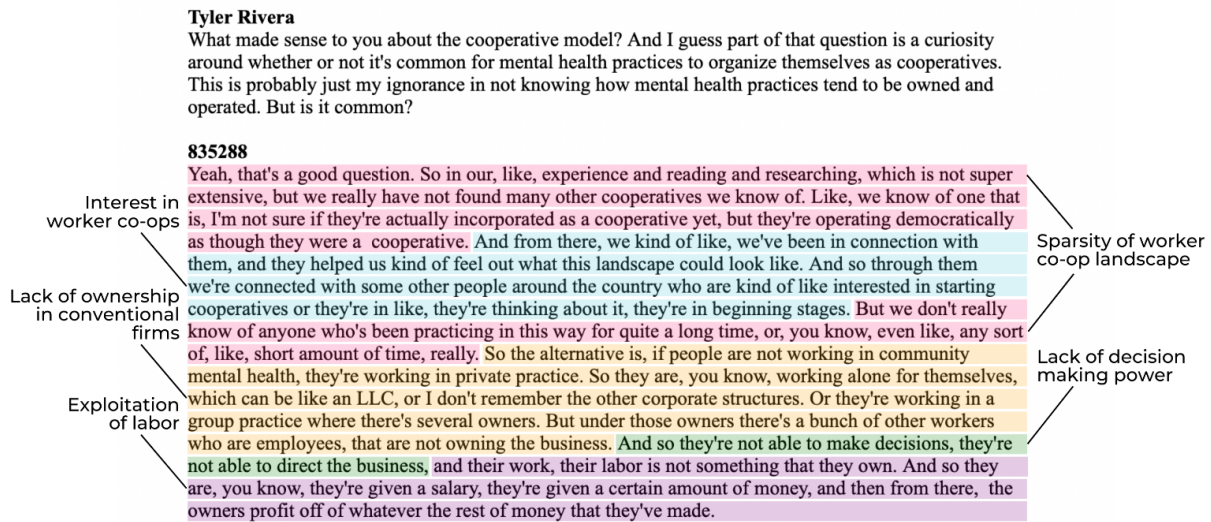 Tyler Rivera
What made sense to you about the cooperative model? And I guess part of that question is a curiosity
around whether or not it's common for mental health practices to organize themselves as cooperatives.
This is probably just my ignorance in not knowing how mental health practices tend to be owned and
operated. But is it common?
835288
Yeah, that's a good question. So in our, like, experience and reading and researching, which is not super
extensive, but we really have not found many other cooperatives we know of. Like, we know of one that
is, I'm not sure if they're actually incorporated as a cooperative yet, but they're operating democratically
as though they were a  cooperative. And from there, we kind of like, we've been in connection with
them, and they helped us kind of feel out what this landscape could look like. And so through them
we're connected with some other people around the country who are kind of like interested in starting
cooperatives or they're in like, they're thinking about it, they're in beginning stages. But we don't really
know of anyone who's been practicing in this way for quite a long time, or, you know, even like, any sort
of, like, short amount of time, really. So the alternative is, if people are not working in community
mental health, they're working in private practice. So they are, you know, working alone for themselves,
which can be like an LLC, or I don't remember the other corporate structures. Or they're working in a
group practice where there's several owners. But under those owners there's a bunch of other workers
who are employees, that are not owning the business. And so they're not able to make decisions, they're
not able to direct the business, and their work, their labor is not something that they own. And so they
are, you know, they're given a salary, they're given a certain amount of money, and then from there,  the
owners profit off of whatever the rest of money that they've made.
Interest in
worker co-ops
Lack of ownership
in conventional
firms
Exploitation
of labor
Sparsity of worker
co-op landscape
Lack of decision
making power